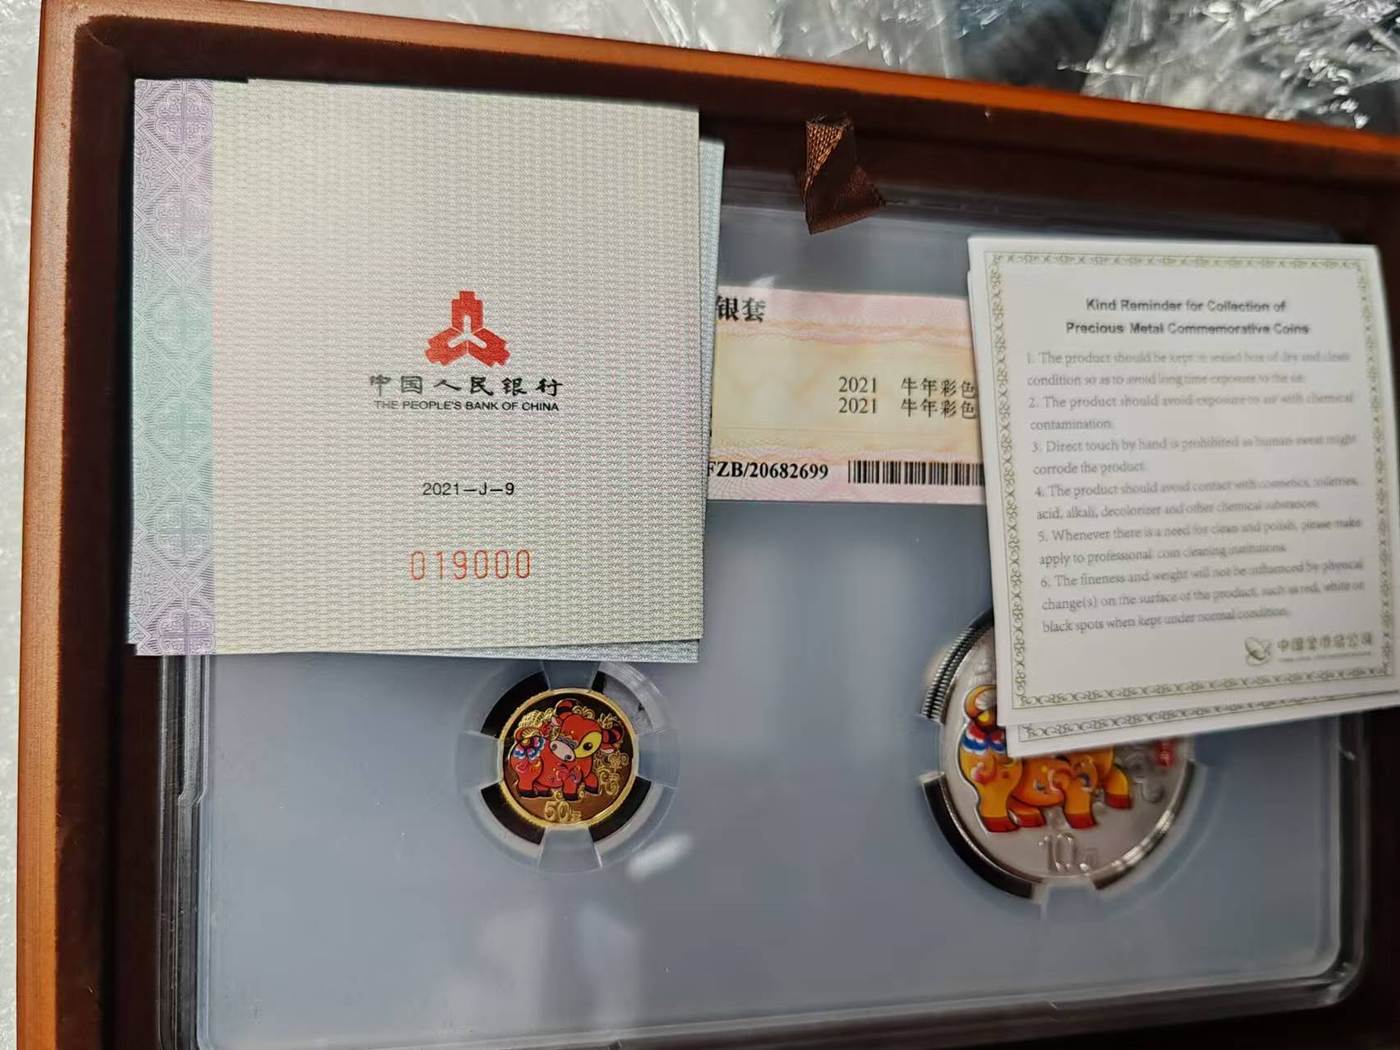 中国人民银行
THE PEOPLE'S BANK OF CHINA
2021-J-9
019000
银套
2021 牛年彩色
2021 牛年彩色
FZB/20682699
Kind Reminder for Collection of
Precious Metal Commemorative Coins
1. The product should be kept in sealed box of dry and clean
condition so as to avoid long time exposure to the air.
2. The product should avoid exposure to air with chemical
contamination.
3. Direct touch by hand is prohibited as human sweat might
corrode the product.
4. The product should avoid contact with cosmetics, toiletries,
acid, alkali, decolorizer and other chemical substances.
5. Whenever there is a need for clean and polish, please make
apply to professional coin cleaning institutions.
6. The fineness and weight will not be influenced by physical
change(s) on the surface of the product, such as red, white or
black spots when kept under normal condition.
中国金币总公司
50元
10元